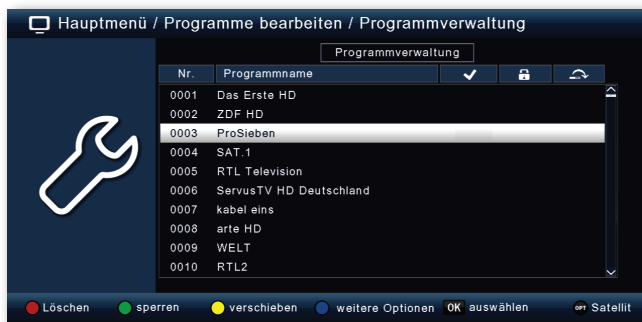 Hauptmenü / Programme bearbeiten / Programmverwaltung
Programmverwaltung
Nr. Programmname
0001 Das Erste HD
0002 ZDF HD
0003 ProSieben
0004 SAT.1
0005 RTL Television
0006 ServusTV HD Deutschland
0007 kabel eins
0008 arte HD
0009 WELT
0010 RTL2
Löschen sperren verschieben weitere Optionen OK auswählen OPT Satellit